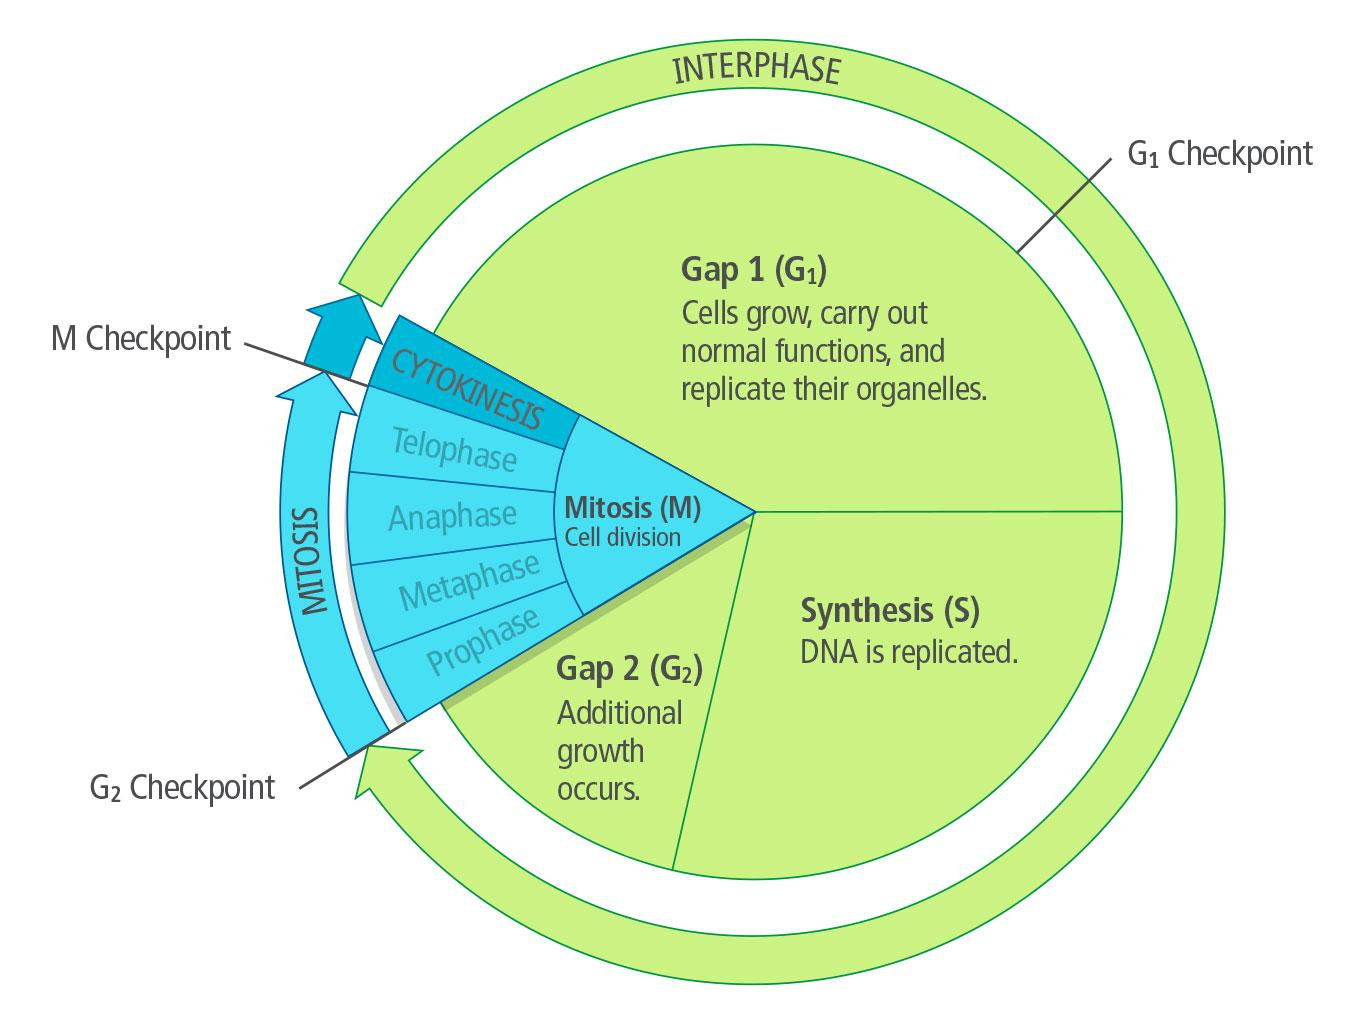 INTERPHASE
G₁ Checkpoint
Gap 1 (G₁)
Cells grow, carry out
normal functions, and
replicate their organelles.
M Checkpoint
CYTOKINESIS
Telophase
Anaphase
Metaphase
Prophase
Mitosis (M)
Cell division
MITOSIS
Synthesis (S)
DNA is replicated.
Gap 2 (G₂)
Additional
growth
occurs.
G₂ Checkpoint